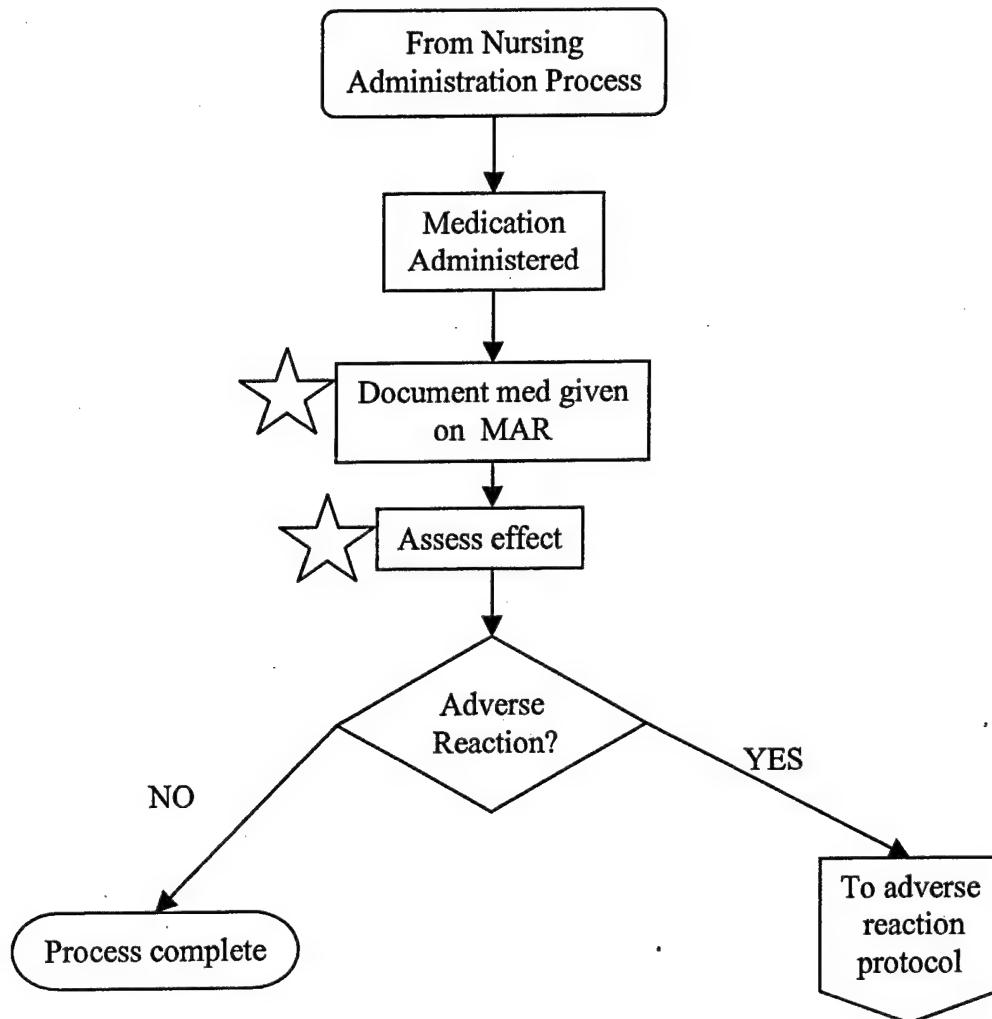 From Nursing
Administration Process
Medication
Administered
Document med given
on MAR
Assess effect
Adverse
Reaction?
NO
YES
Process complete
To adverse
reaction
protocol